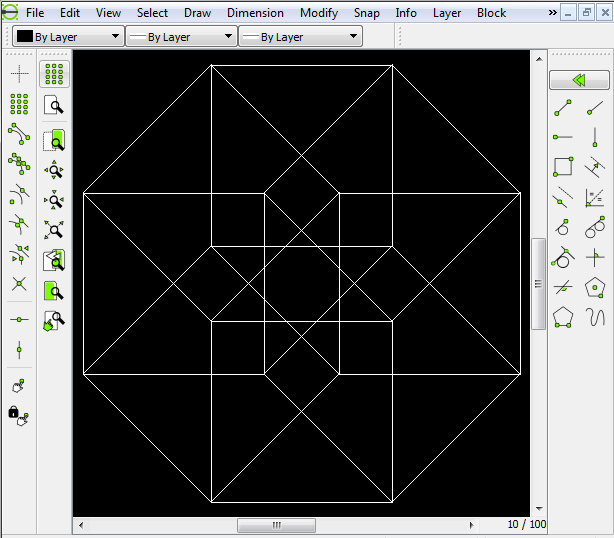 File Edit View Select Draw Dimension Modify Snap Info Layer Block »
By Layer By Layer By Layer
10 / 100